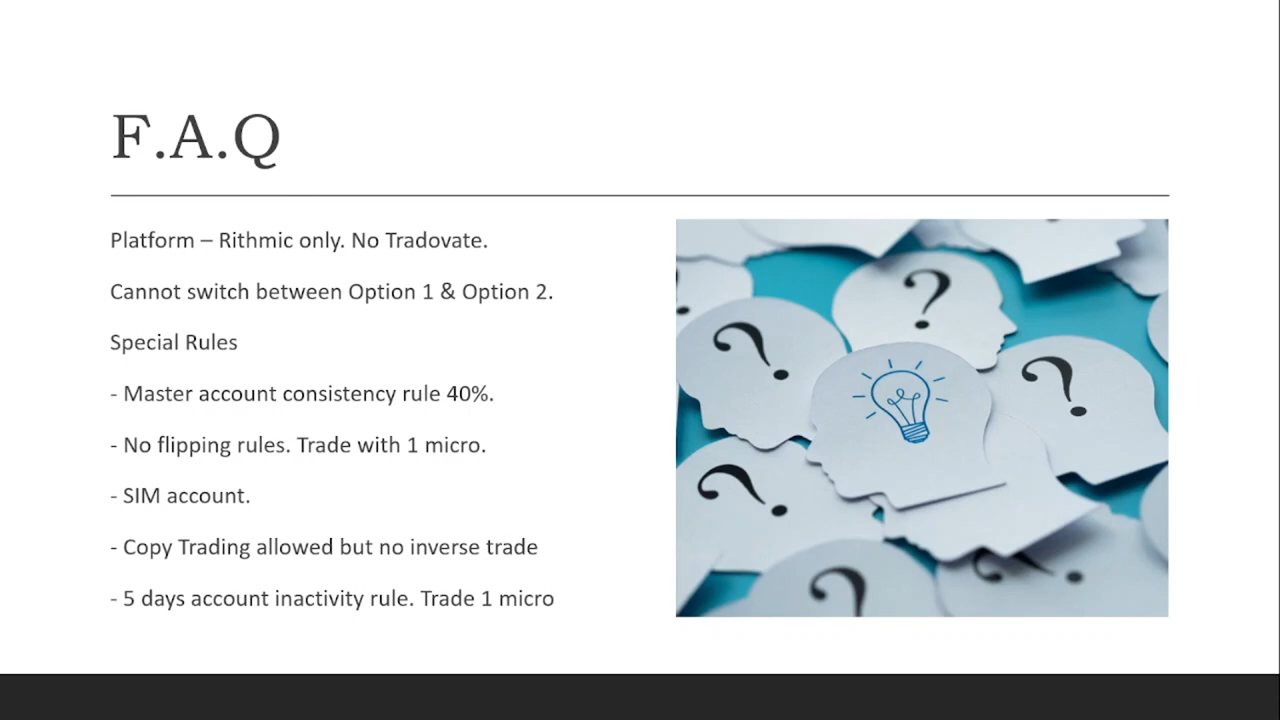 F.A.Q
Platform – Rithmic only. No Tradovate.
Cannot switch between Option 1 & Option 2.
Special Rules
- Master account consistency rule 40%.
- No flipping rules. Trade with 1 micro.
- SIM account.
- Copy Trading allowed but no inverse trade
- 5 days account inactivity rule. Trade 1 micro
?
?
?
?
?
?